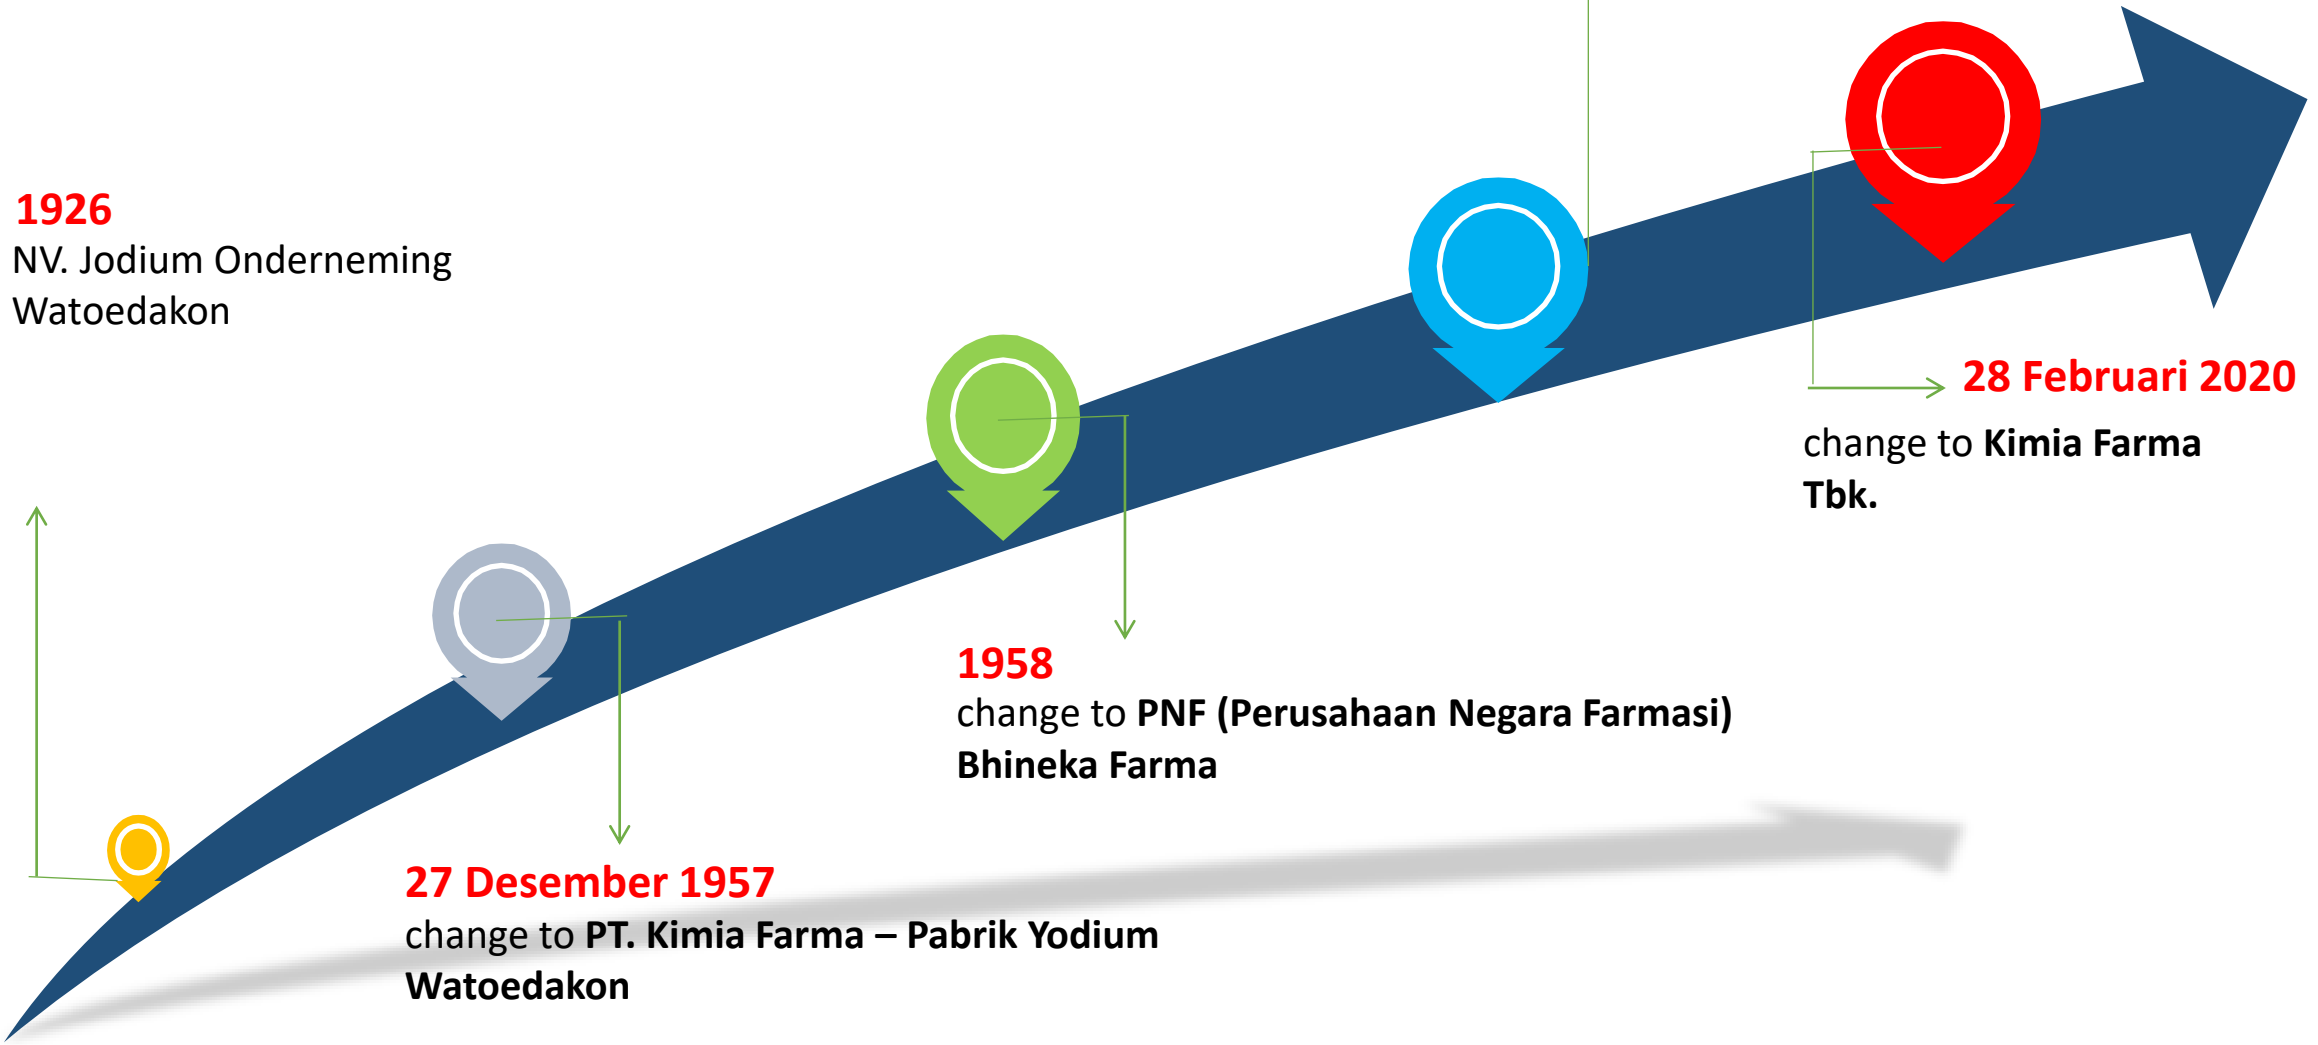 1926
NV. Jodium Onderneming
Watoedakon
27 Desember 1957
change to PT. Kimia Farma – Pabrik Yodium
Watoedakon
1958
change to PNF (Perusahaan Negara Farmasi)
Bhineka Farma
28 Februari 2020
change to Kimia Farma
Tbk.